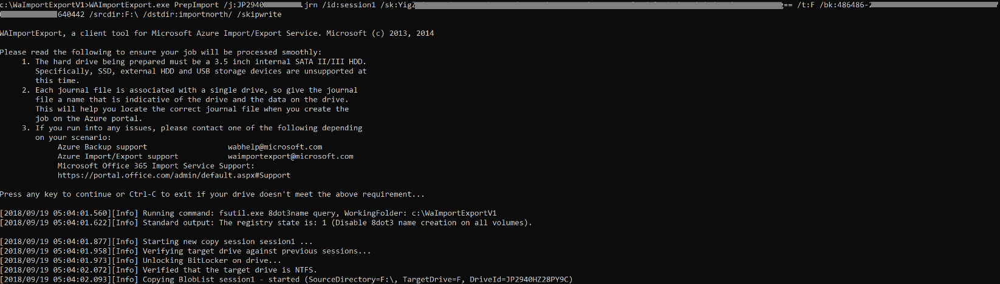 c:\WaImportExportV1>WAImportExport.exe PrepImport /j:JP2940 .jrn /id:session1 /sk:YigZ == /t:F /bk:486486-2
640442 /srcdir:F:\ /dstdir:importnorth/ /skipwrite
WAImportExport, a client tool for Microsoft Azure Import/Export Service. Microsoft (c) 2013, 2014
Please read the following to ensure your job will be processed smoothly:
1. The hard drive being prepared must be a 3.5 inch internal SATA II/III HDD.
Specifically, SSD, external HDD and USB storage devices are unsupported at
this time.
2. Each journal file is associated with a single drive, so give the journal
file a name that is indicative of the drive and the data on the drive.
This will help you locate the correct journal file when you create the
job on the Azure portal.
3. If you run into any issues, please contact one of the following depending
on your scenario:
Azure Backup support wabhelp@microsoft.com
Azure Import/Export support waimportexport@microsoft.com
Microsoft Office 365 Import Service Support:
https://portal.office.com/admin/default.aspx#Support
Press any key to continue or Ctrl-C to exit if your drive doesn't meet the above requirement...
[2018/09/19 05:04:01.560][Info] Running command: fsutil.exe 8dot3name query, WorkingFolder: c:\WaImportExportV1
[2018/09/19 05:04:01.622][Info] Standard output: The registry state is: 1 (Disable 8dot3 name creation on all volumes).
[2018/09/19 05:04:01.877][Info] Starting new copy session session1 ...
[2018/09/19 05:04:01.958][Info] Verifying target drive against previous sessions...
[2018/09/19 05:04:01.973][Info] Unlocking BitLocker on drive...
[2018/09/19 05:04:02.072][Info] Verified that the target drive is NTFS.
[2018/09/19 05:04:02.093][Info] Copying BlobList session1 - started (SourceDirectory=F:\, TargetDrive=F, DriveId=JP2940HZ28PY9C)